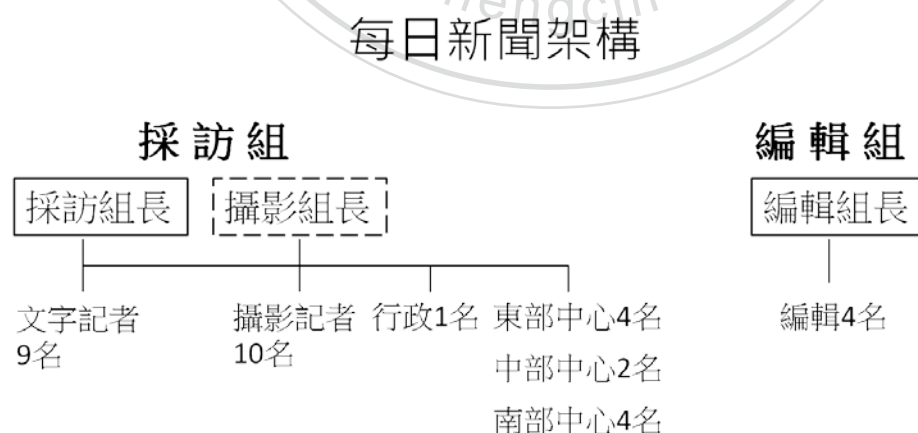 每日新聞架構
採訪組
編輯組
採訪組長
攝影組長
編輯組長
文字記者
9名
攝影記者
10名
行政1名
東部中心4名
中部中心2名
南部中心4名
編輯4名